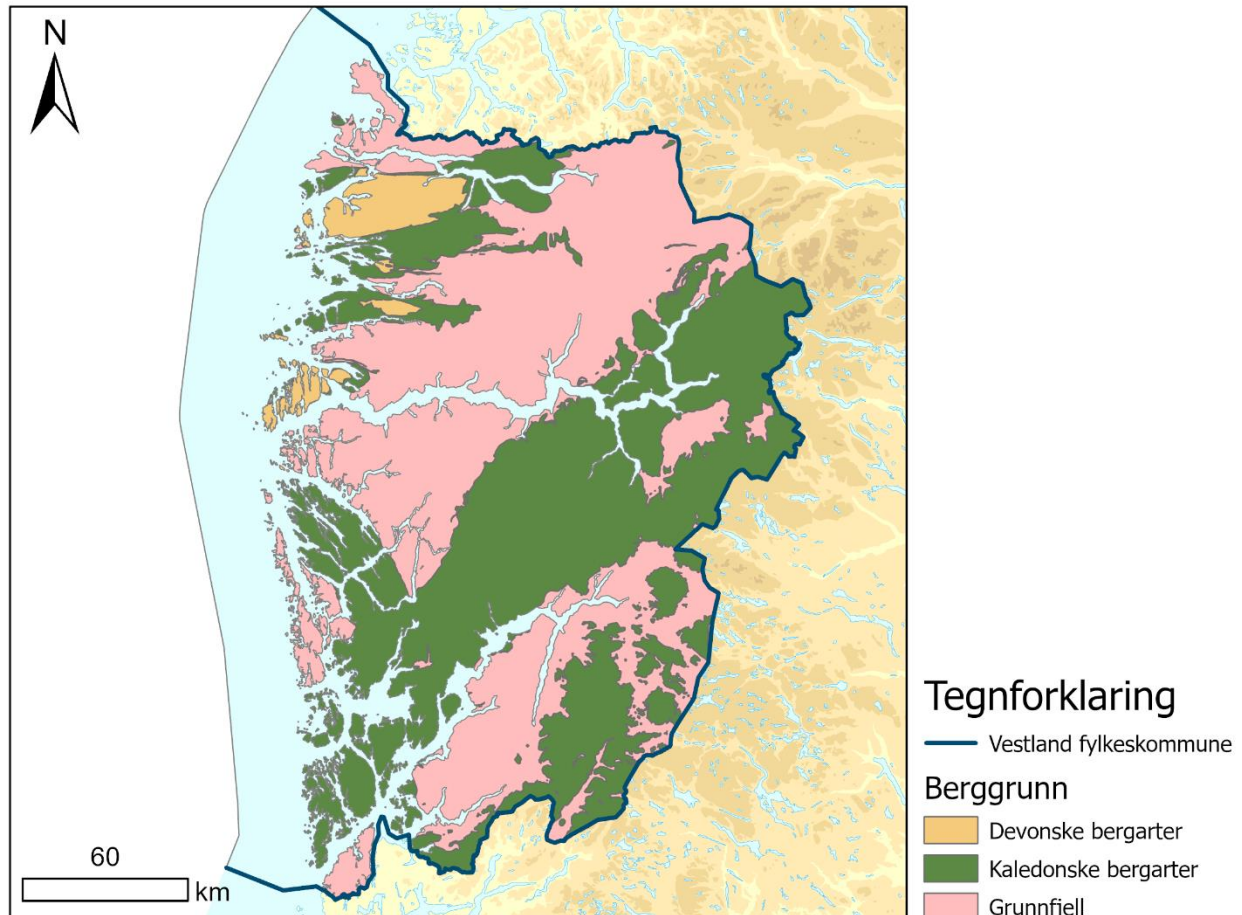 N
60
km
Tegnforklaring
Vestland fylkeskommune
Berggrunn
Devonske bergarter
Kaledonske bergarter
Grunnfjell